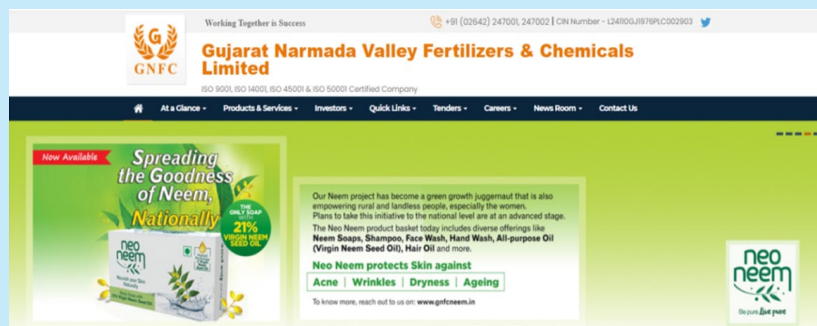 Working Together is Success
+91 (02642) 247001, 247002 | CIN Number - L24110GJ1976PLC002903
G
GNFC
Gujarat Narmada Valley Fertilizers & Chemicals
Limited
ISO 9001, ISO 14001, ISO 45001 & ISO 50001 Certified Company
At a Glance
Products & Services
Investors
Quick Links
Tenders
Careers
News Room
Contact Us
Now Available
Spreading
the Goodness
of Neem,
Nationally
THE
ONLY SOAP
WITH
21%
VIRGIN NEEM
SEED OIL
neo
neem
Nourish your Skin
Naturally
Our Neem project has become a green growth juggernaut that is also
empowering rural and landless people, especially the women.
Plans to take this initiative to the national level are at an advanced stage.
The Neo Neem product basket today includes diverse offerings like
Neem Soaps, Shampoo, Face Wash, Hand Wash, All-purpose Oil
(Virgin Neem Seed Oil), Hair Oil and more.
Neo Neem protects Skin against
Acne | Wrinkles | Dryness | Ageing
To know more, reach out to us on: www.gnfcneem.in
neo
neem
Be pure. Live pure